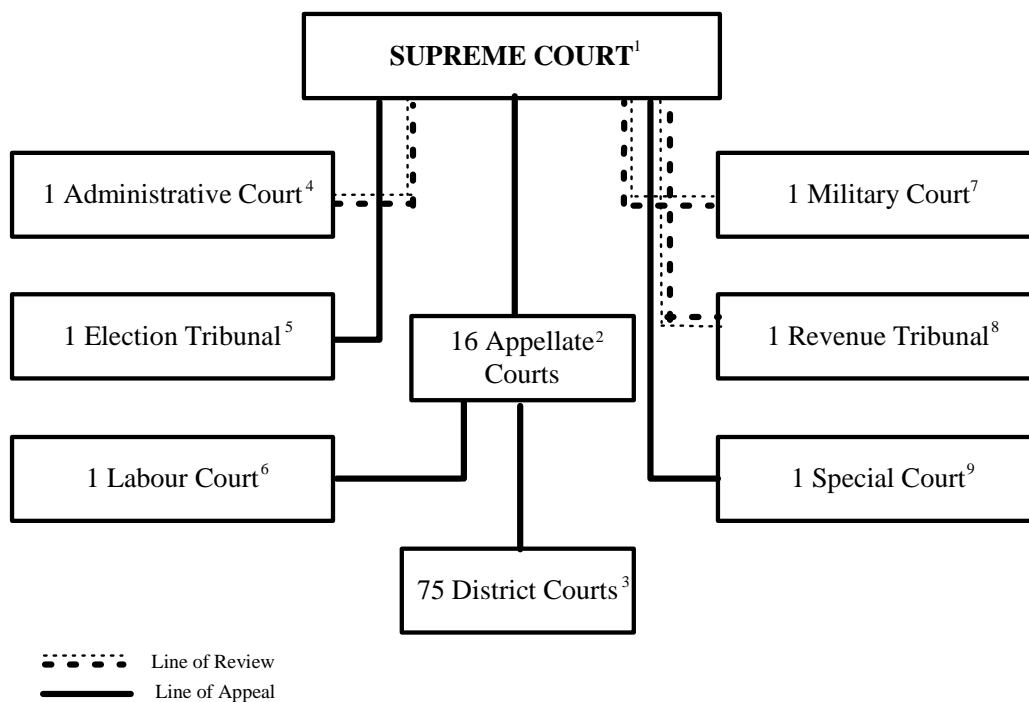 SUPREME COURT1
1 Administrative Court4
1 Military Court7
1 Election Tribunal5
16 Appellate2
Courts
1 Revenue Tribunal8
1 Labour Court6
1 Special Court9
75 District Courts3
Line of Review
Line of Appeal